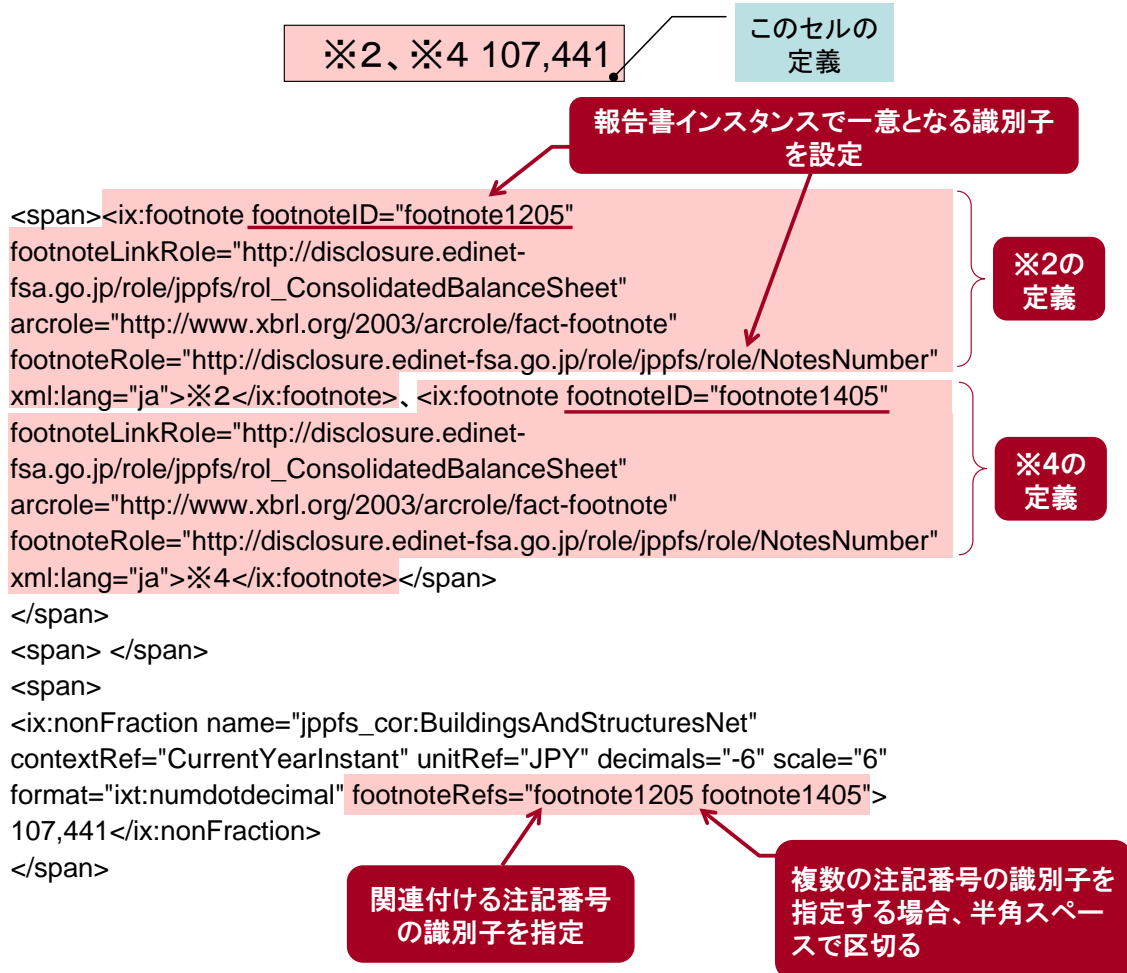 ※2、※4 107,441
このセルの
定義
報告書インスタンスで一意となる識別子
を設定
<span><ix:footnote footnoteID="footnote1205"
footnoteLinkRole="http://disclosure.edinet-
fsa.go.jp/role/jppfs/rol_ConsolidatedBalanceSheet"
arcrole="http://www.xbrl.org/2003/arcrole/fact-footnote"
footnoteRole="http://disclosure.edinet-fsa.go.jp/role/jppfs/role/NotesNumber"
xml:lang="ja">※2</ix:footnote>、<ix:footnote footnoteID="footnote1405"
footnoteLinkRole="http://disclosure.edinet-
fsa.go.jp/role/jppfs/rol_ConsolidatedBalanceSheet"
arcrole="http://www.xbrl.org/2003/arcrole/fact-footnote"
footnoteRole="http://disclosure.edinet-fsa.go.jp/role/jppfs/role/NotesNumber"
xml:lang="ja">※4</ix:footnote></span>
</span>
<span> </span>
<span>
<ix:nonFraction name="jppfs_cor:BuildingsAndStructuresNet"
contextRef="CurrentYearInstant" unitRef="JPY" decimals="-6" scale="6"
format="ixt:numdotdecimal" footnoteRefs="footnote1205 footnote1405">
107,441</ix:nonFraction>
</span>
※2の
定義
※4の
定義
関連付ける注記番号
の識別子を指定
複数の注記番号の識別子を
指定する場合、半角スペー
スで区切る